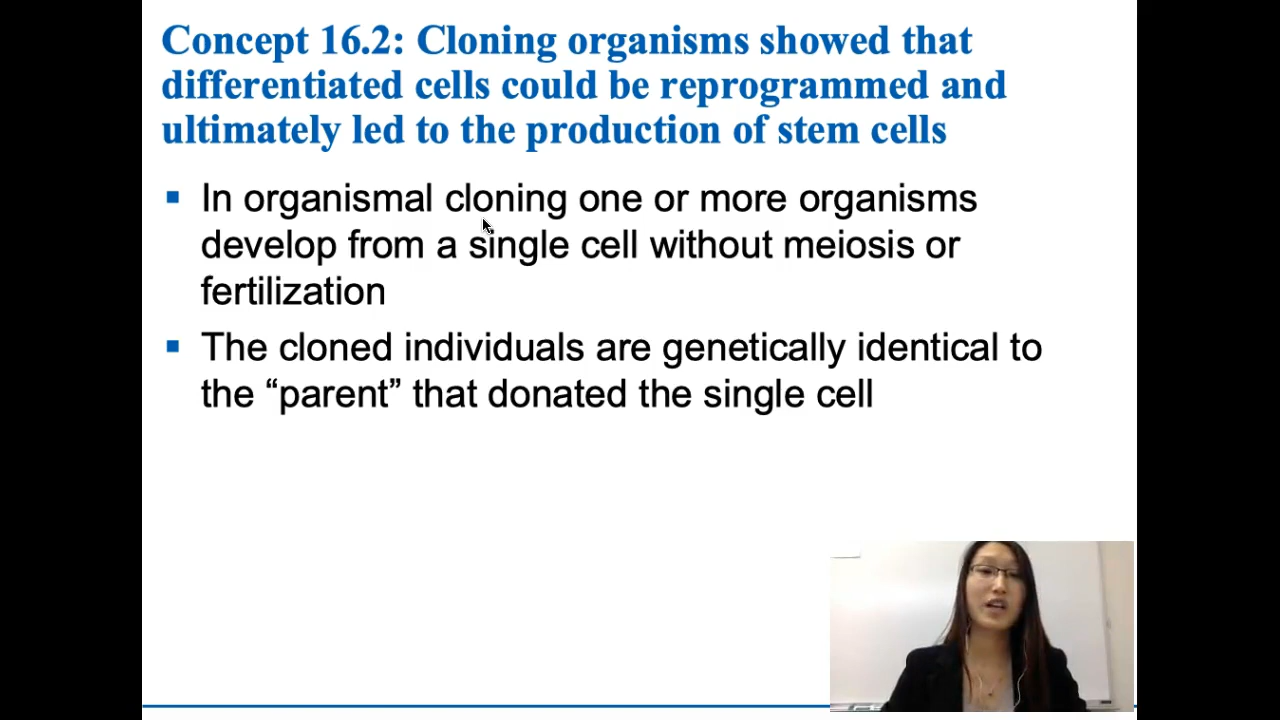 Concept 16.2: Cloning organisms showed that
differentiated cells could be reprogrammed and
ultimately led to the production of stem cells
In organismal cloning one or more organisms
develop from a single cell without meiosis or
fertilization
The cloned individuals are genetically identical to
the “parent” that donated the single cell